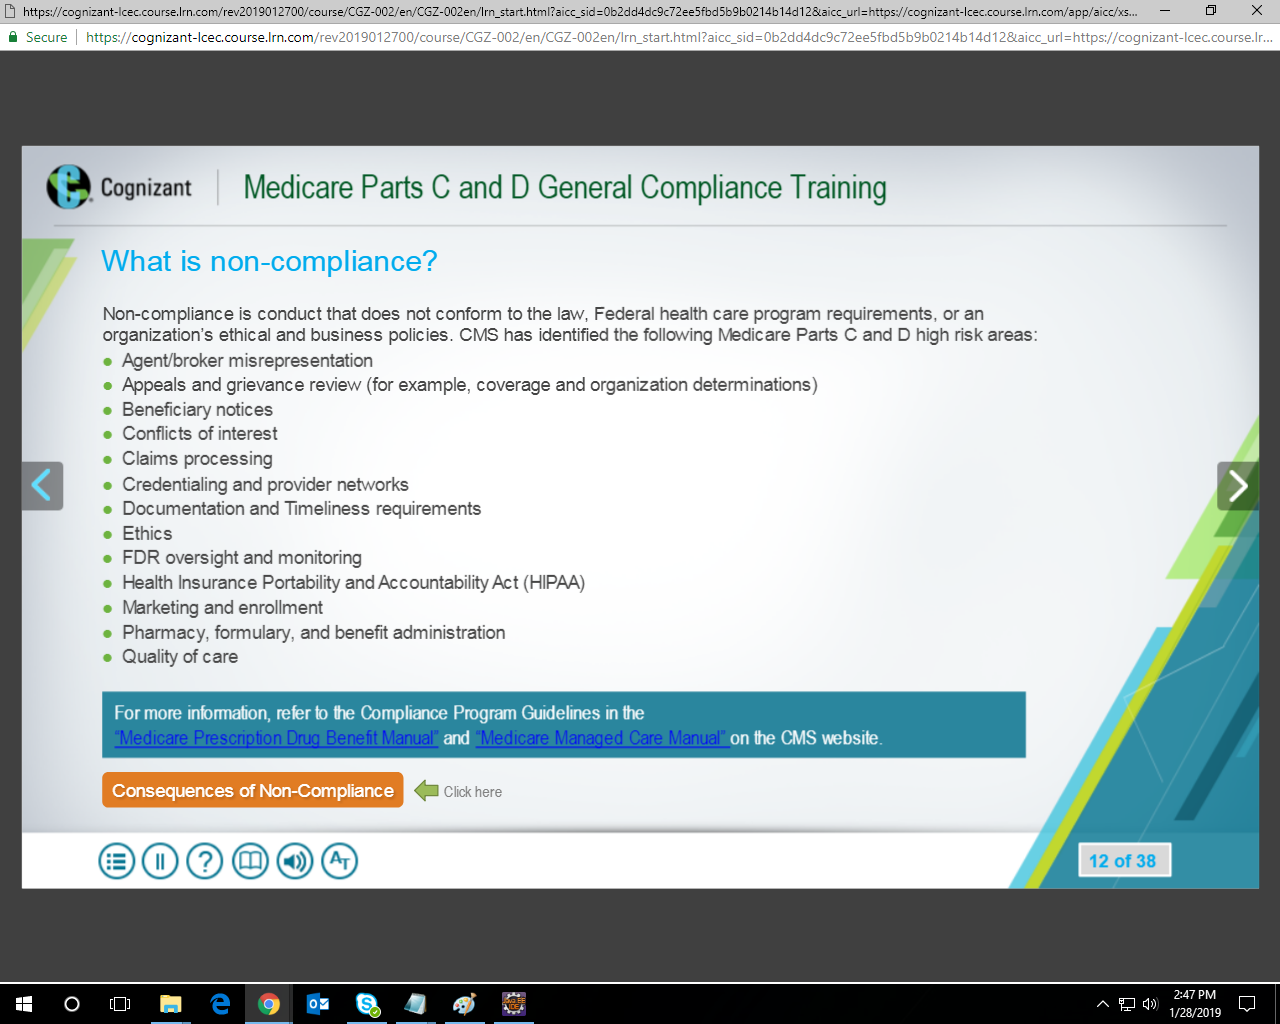 https://cognizant-lcec.course.lrn.com/rev2019012700/course/CGZ-002/en/CGZ-002en/lrn_start.html?aicc_sid=0b2dd4dc9c72ee5fbd5b9b0214b14d12&aicc_url=https://cognizant-lcec.course.lrn.com/app/aicc/xs...
Secure https://cognizant-lcec.course.lrn.com/rev2019012700/course/CGZ-002/en/CGZ-002en/lrn_start.html?aicc_sid=0b2dd4dc9c72ee5fbd5b9b0214b14d12&aicc_url=https://cognizant-lcec.course.lr...
Cognizant Medicare Parts C and D General Compliance Training
What is non-compliance?
Non-compliance is conduct that does not conform to the law, Federal health care program requirements, or an
organization's ethical and business policies. CMS has identified the following Medicare Parts C and D high risk areas:
Agent/broker misrepresentation
Appeals and grievance review (for example, coverage and organization determinations)
Beneficiary notices
Conflicts of interest
Claims processing
Credentialing and provider networks
Documentation and Timeliness requirements
Ethics
FDR oversight and monitoring
Health Insurance Portability and Accountability Act (HIPAA)
Marketing and enrollment
Pharmacy, formulary, and benefit administration
Quality of care
For more information, refer to the Compliance Program Guidelines in the
"Medicare Prescription Drug Benefit Manual" and "Medicare Managed Care Manual" on the CMS website.
Consequences of Non-Compliance Click here
12 of 38
2:47 PM
1/28/2019